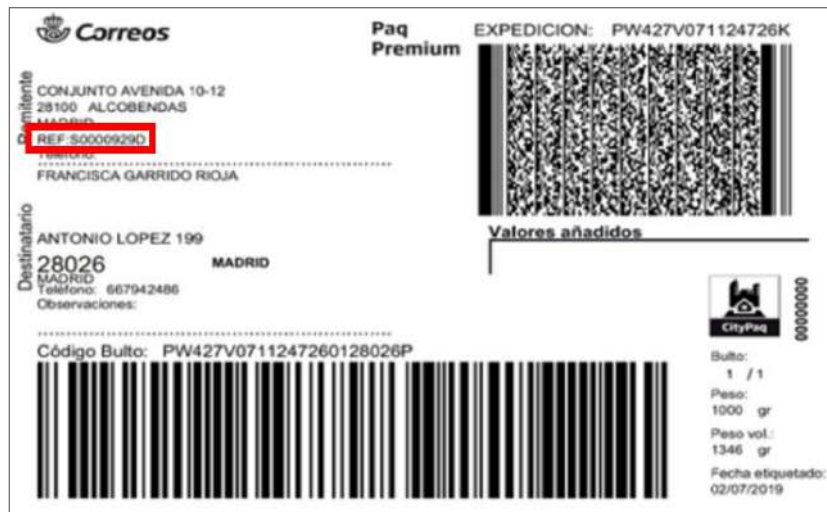 Correos
Paq
Premium
EXPEDICION: PW427V071124726K
Remitente
CONJUNTO AVENIDA 10-12
28100 ALCOBENDAS
MADRID
REF:S0000929D
Teléfono:
FRANCISCA GARRIDO RIOJA
Destinatario
ANTONIO LOPEZ 199
28026 MADRID
MADRID
Teléfono: 667942486
Observaciones:
Valores añadidos
CityPaq
00000000
Código Bulto: PW427V0711247260128026P
Bulto:
1 / 1
Peso:
1000 gr
Peso vol.:
1346 gr
Fecha etiquetado:
02/07/2019